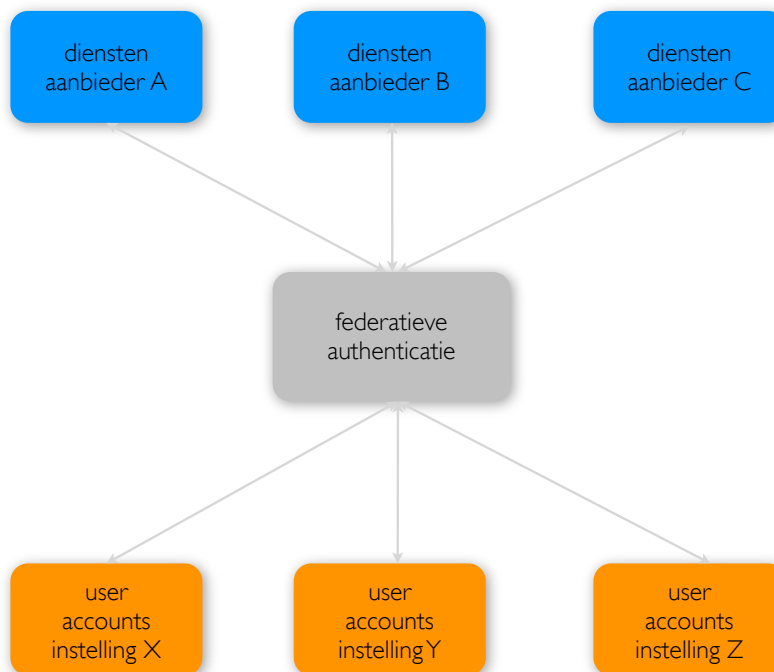 diensten
aanbieder A
diensten
aanbieder B
diensten
aanbieder C
federatieve
authenticatie
user
accounts
instelling X
user
accounts
instelling Y
user
accounts
instelling Z